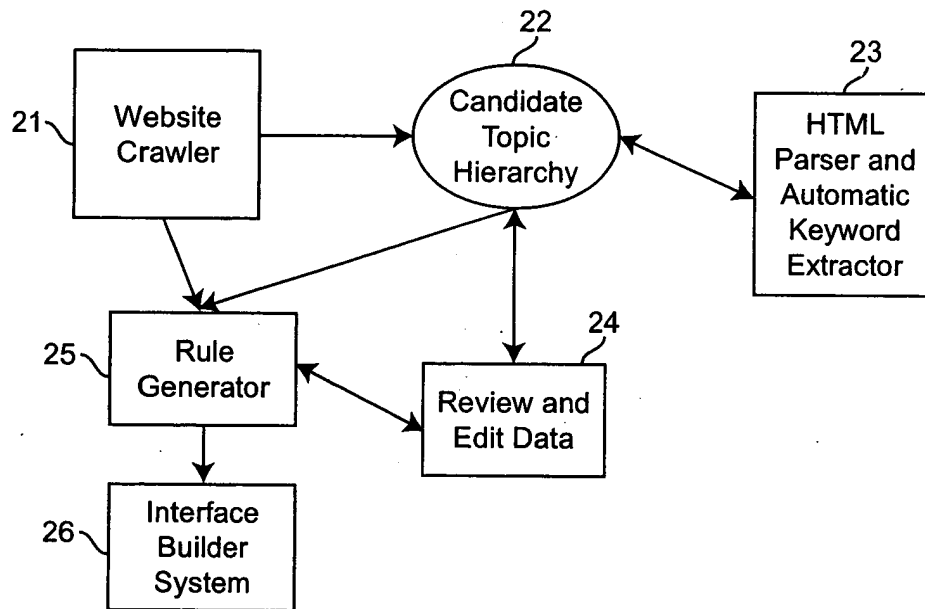 22
23
21
Website
Crawler
Candidate
Topic
Hierarchy
HTML
Parser and
Automatic
Keyword
Extractor
24
25
Rule
Generator
Review and
Edit Data
26
Interface
Builder
System